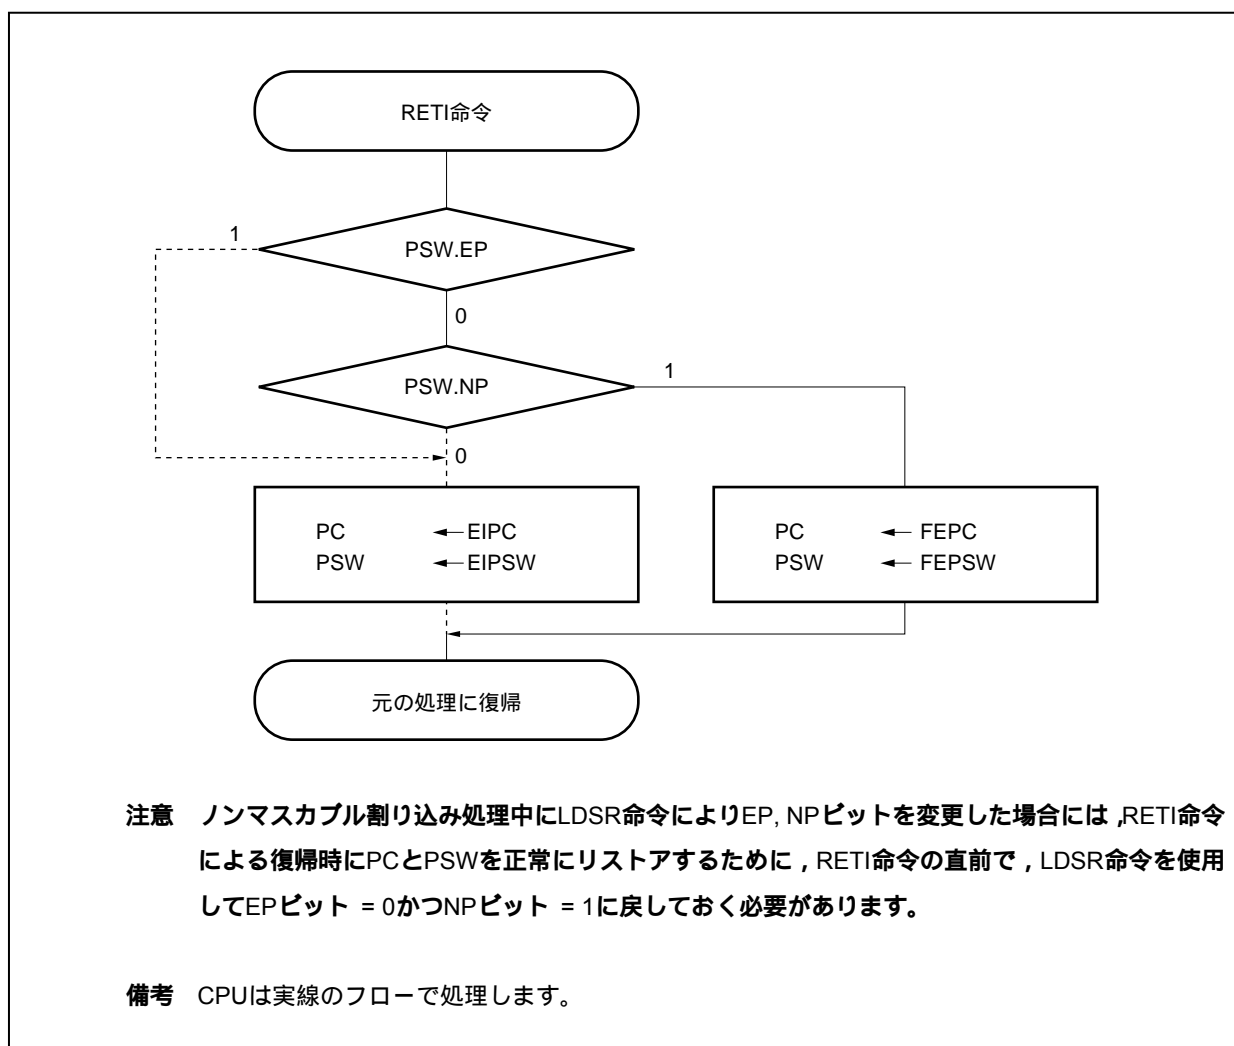 RETI命令
1
PSW.EP
0
PSW.NP
1
0
PC ← EIPC
PSW ← EIPSW
PC ← FEPC
PSW ← FEPSW
元の処理に復帰
注意 ノンマスカブル割り込み処理中にLDSR命令によりEP, NPビットを変更した場合には，RETI命令
による復帰時にPCとPSWを正常にリストアするために，RETI命令の直前で，LDSR命令を使用
してEPビット = 0かつNPビット = 1に戻しておく必要があります。
備考 CPUは実線のフローで処理します。